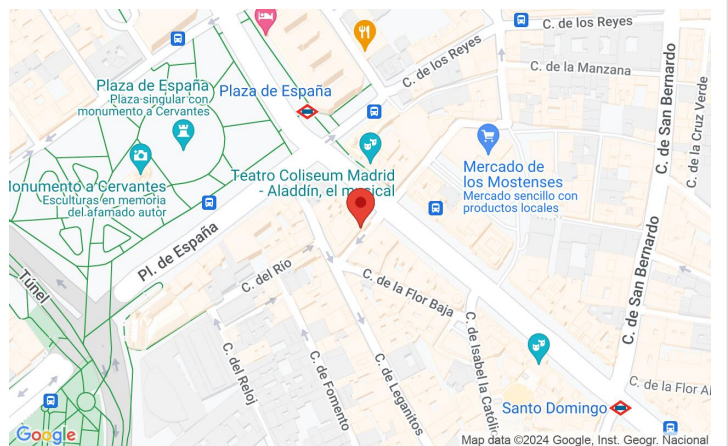 C. de los Reyes
C. de la Manzana
C. de los Reyes
C. de San Bernardo
C. de la Cruz Verde
Plaza de España
Plaza singular con
monumento a Cervantes
Plaza de España
Teatro Coliseum Madrid
- Aladdín, el musical
Mercado de
los Mostenses
Mercado sencillo con
productos locales
Monumento a Cervantes
Esculturas en memoria
del afamado autor
Pl. de España
Túnel
C. del Río
C. de la Flor Baja
C. de San Bernardo
C. del Reloj
C. de Fomento
C. de Leganitos
C. de Isabel la Católic
Santo Domingo
C. de la Flor Al
Google
Map data ©2024 Google, Inst. Geogr. Nacional